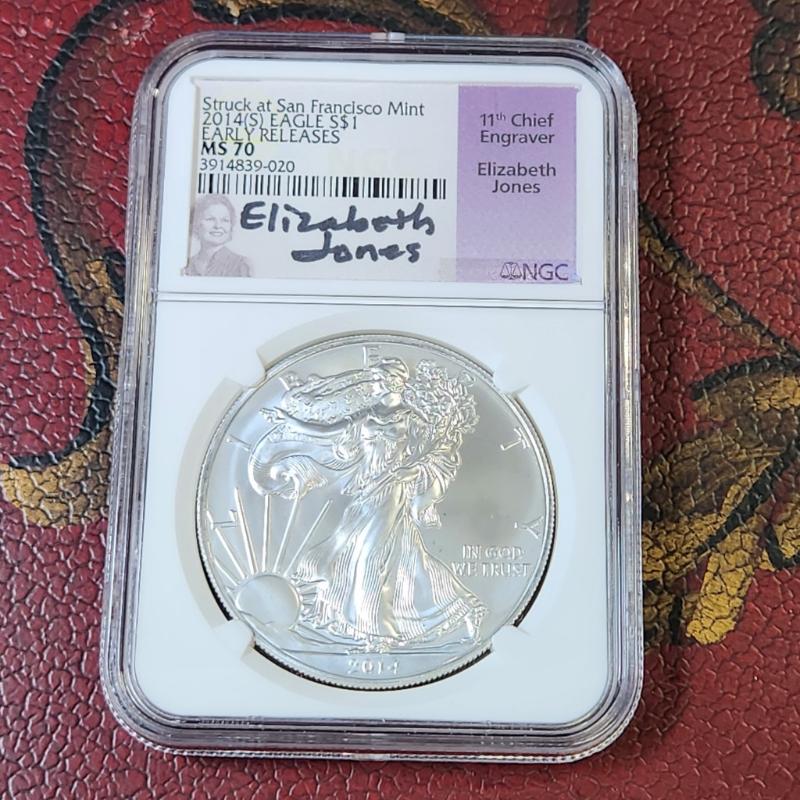 Struck at San Francisco Mint
2014(S) EAGLE S$1
EARLY RELEASES
MS 70
3914839-020
Elizabeth
Jones
11th Chief
Engraver
Elizabeth
Jones
NGC
LIBERTY
IN GOD
WE TRUST
2014